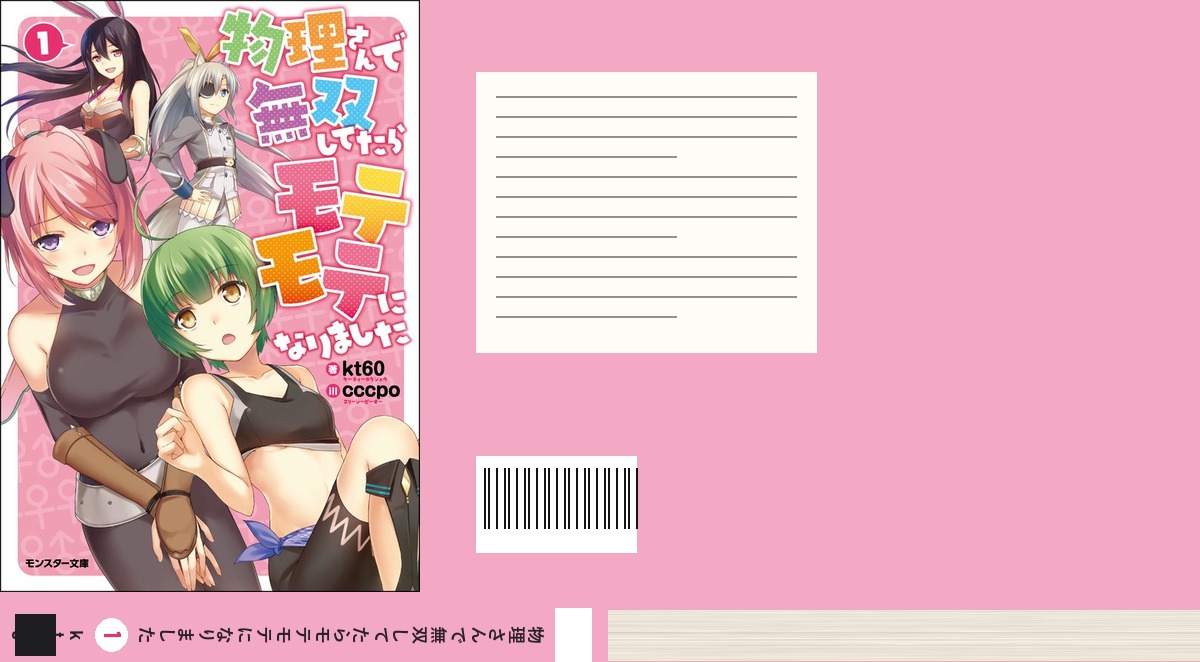 1
物理さんで
無双
してたら
モテ
モテに
なりました
著 kt60
ケーティーロクジュウ
ill cccpo
スリーシーピーオー
モンスター文庫
物理さんで無双してたらモテモテになりました 1 kt